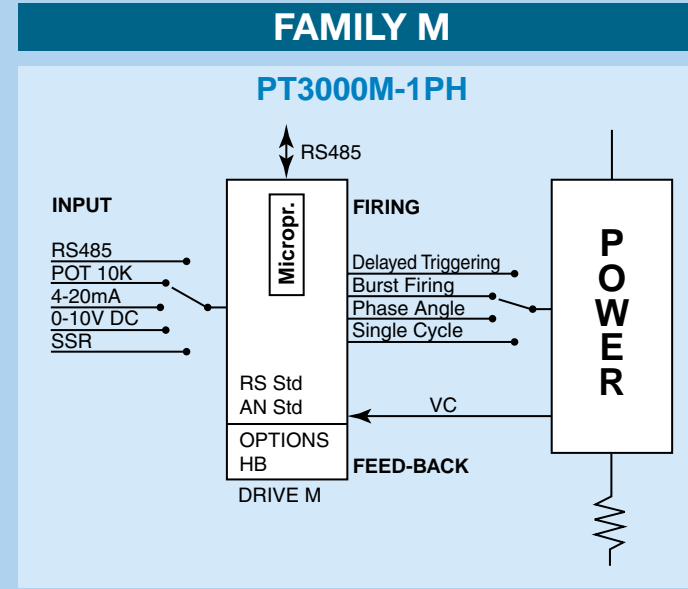 FAMILY M
PT3000M-1PH
RS485
INPUT
RS485
POT 10K
4-20mA
0-10V DC
SSR
Micropr.
RS Std
AN Std
OPTIONS
HB
DRIVE M
FIRING
Delayed Triggering
Burst Firing
Phase Angle
Single Cycle
VC
FEED-BACK
POWER